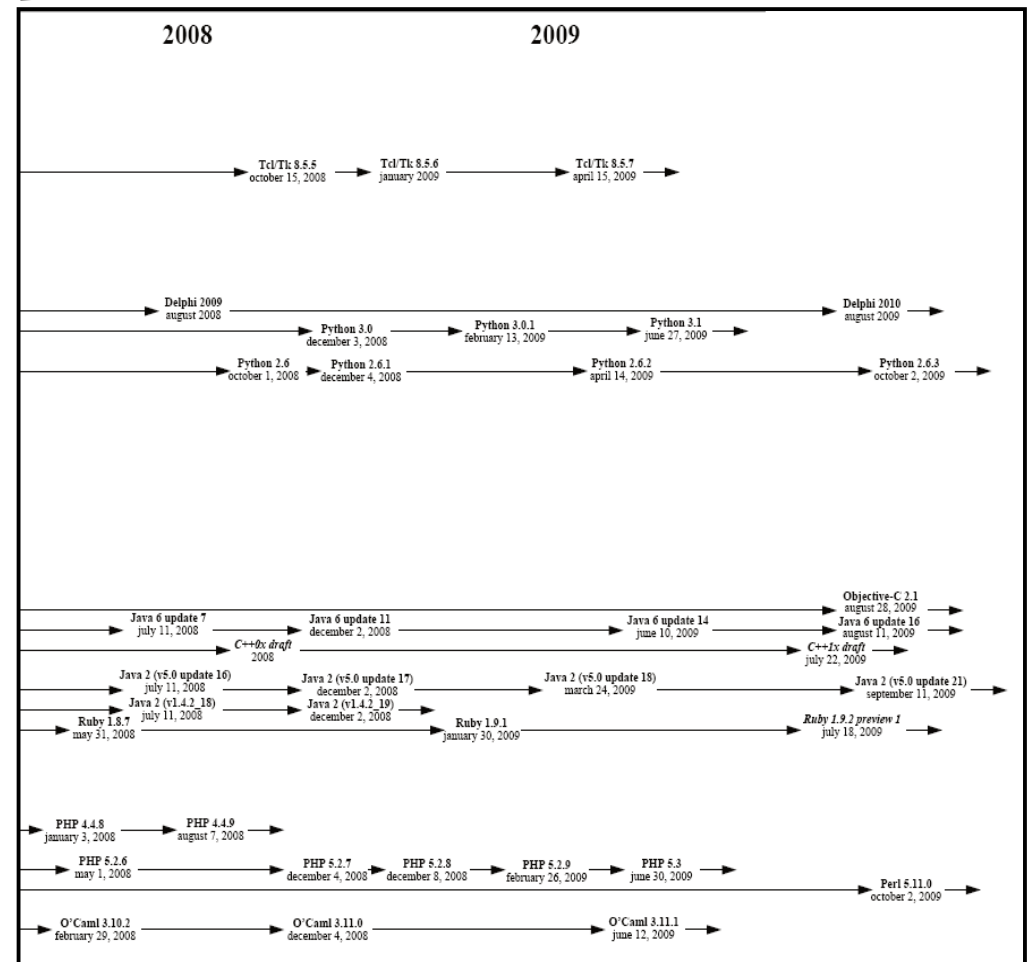 2008 2009
Tcl/Tk 8.5.5 Tcl/Tk 8.5.6 Tcl/Tk 8.5.7
october 15, 2008 january 2009 april 15, 2009
Delphi 2009 Delphi 2010
august 2008 august 2009
Python 3.0 Python 3.0.1 Python 3.1
december 3, 2008 february 13, 2009 june 27, 2009
Python 2.6 Python 2.6.1 Python 2.6.2 Python 2.6.3
october 1, 2008 december 4, 2008 april 14, 2009 october 2, 2009
Objective-C 2.1
august 28, 2009
Java 6 update 7 Java 6 update 11 Java 6 update 14 Java 6 update 16
july 11, 2008 december 2, 2008 june 10, 2009 august 11, 2009
C++0x draft C++1x draft
2008 july 22, 2009
Java 2 (v5.0 update 16) Java 2 (v5.0 update 17) Java 2 (v5.0 update 18) Java 2 (v5.0 update 21)
july 11, 2008 december 2, 2008 march 24, 2009 september 11, 2009
Java 2 (v1.4.2_18) Java 2 (v1.4.2_19)
july 11, 2008 december 2, 2008
Ruby 1.8.7 Ruby 1.9.1 Ruby 1.9.2 preview 1
may 31, 2008 january 30, 2009 july 18, 2009
PHP 4.4.8 PHP 4.4.9
january 3, 2008 august 7, 2008
PHP 5.2.6 PHP 5.2.7 PHP 5.2.8 PHP 5.2.9 PHP 5.3
may 1, 2008 december 4, 2008 december 8, 2008 february 26, 2009 june 30, 2009
Perl 5.11.0
october 2, 2009
O'Caml 3.10.2 O'Caml 3.11.0 O'Caml 3.11.1
february 29, 2008 december 4, 2008 june 12, 2009